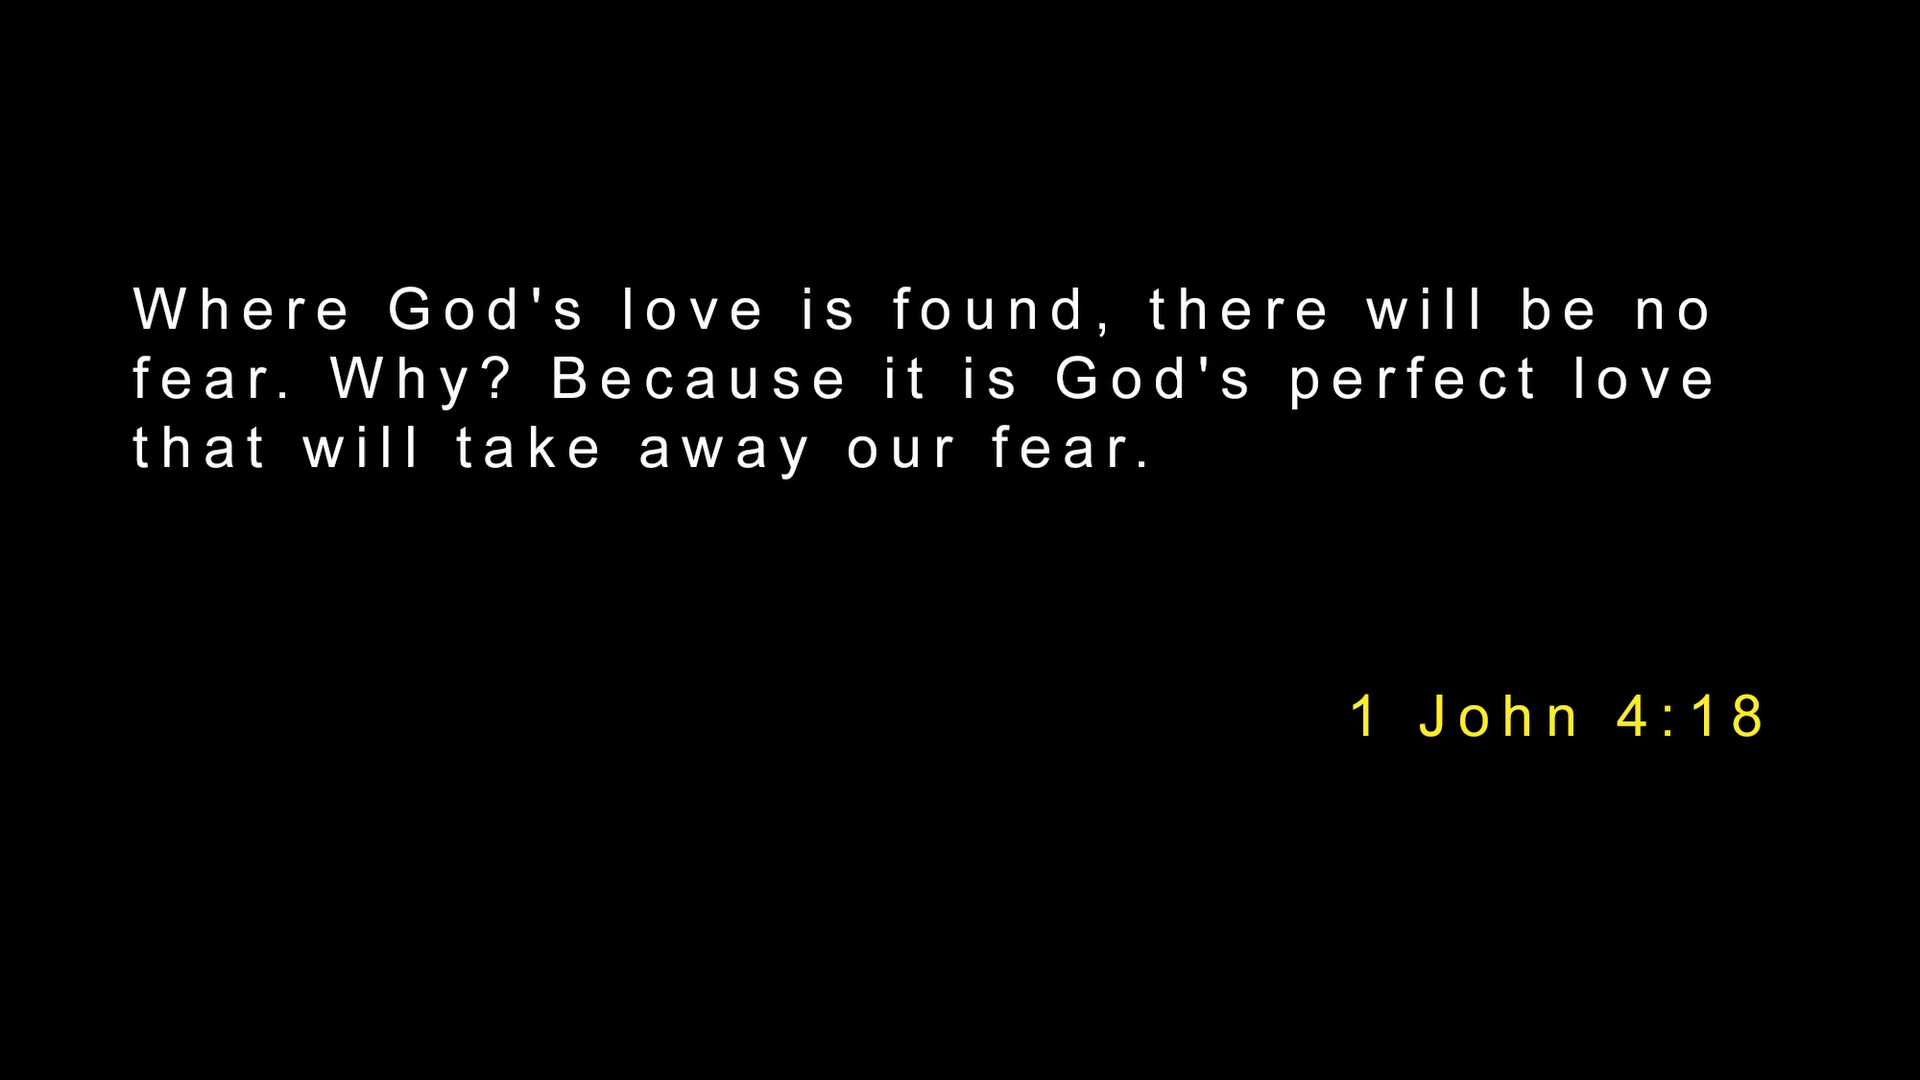 Where God's love is found, there will be no
fear. Why? Because it is God's perfect love
that will take away our fear.
1 John 4:18